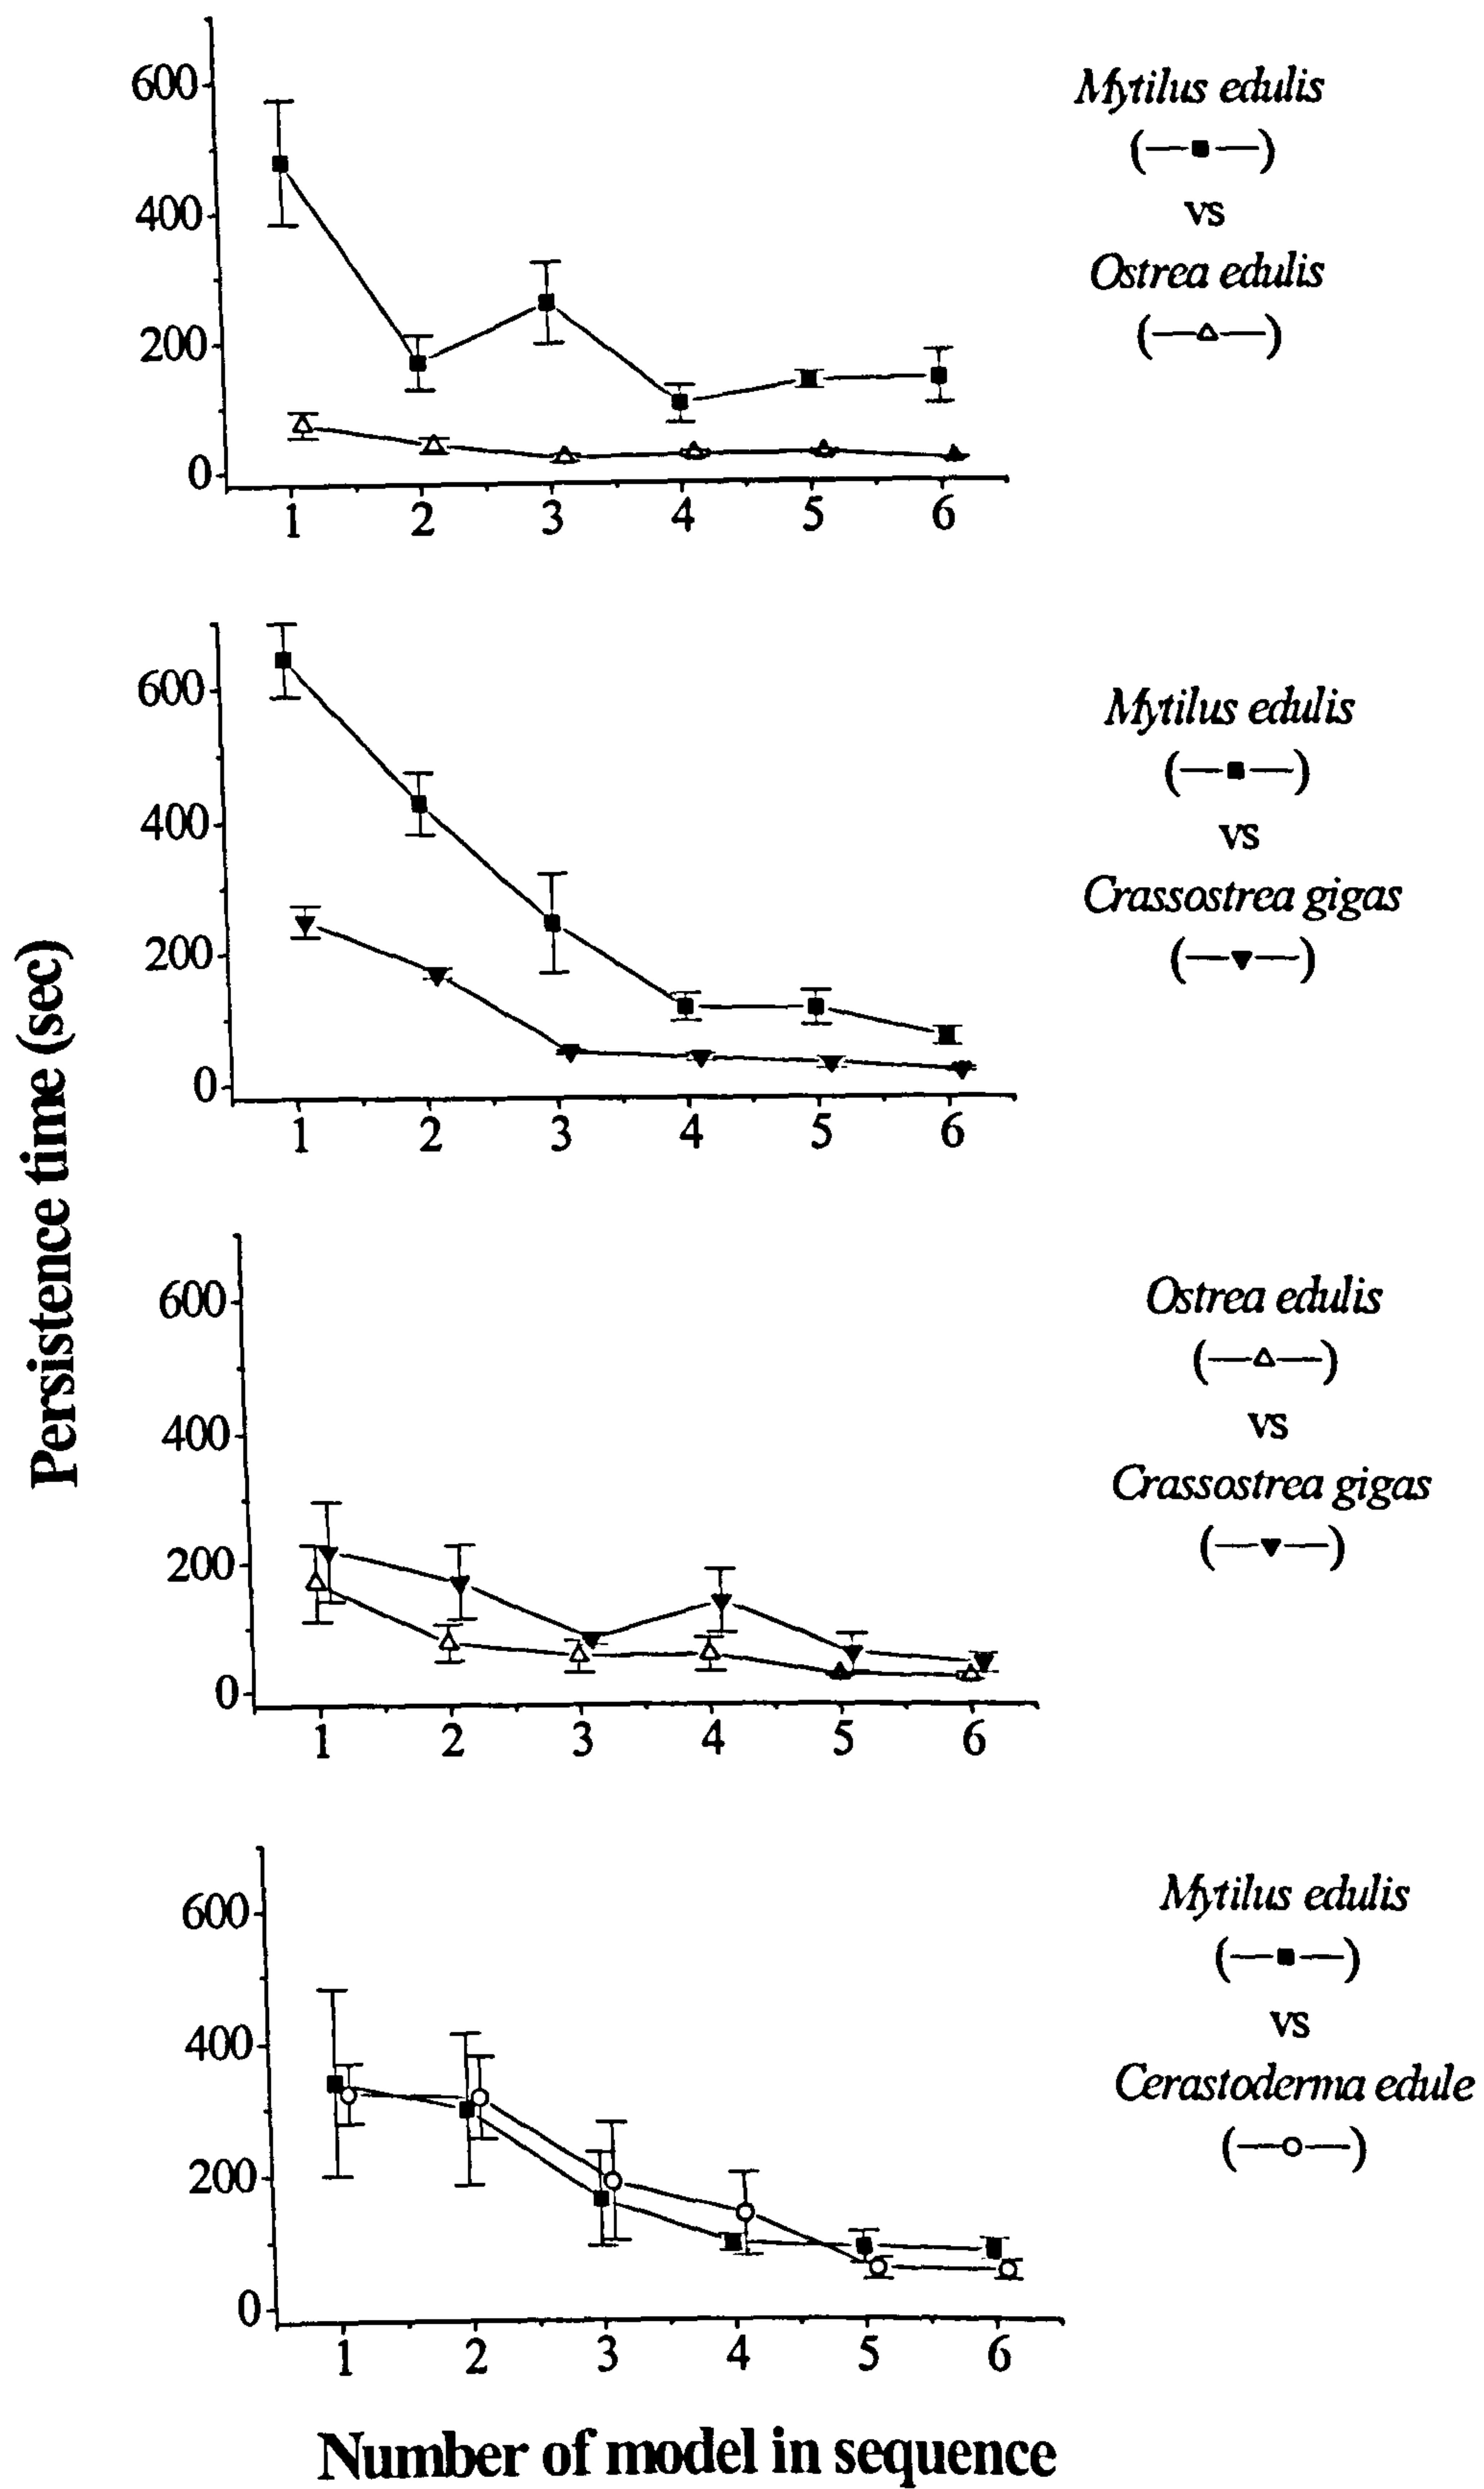 Persistence time (sec)
600
400
200
0
1 2 3 4 5 6
Mytilus edulis
(—■—)
vs
Ostrea edulis
(—△—)
600
400
200
0
1 2 3 4 5 6
Mytilus edulis
(—■—)
vs
Crassostrea gigas
(—▼—)
600
400
200
0
1 2 3 4 5 6
Ostrea edulis
(—△—)
vs
Crassostrea gigas
(—▼—)
600
400
200
0
1 2 3 4 5 6
Mytilus edulis
(—■—)
vs
Cerastoderma edule
(—○—)
Number of model in sequence